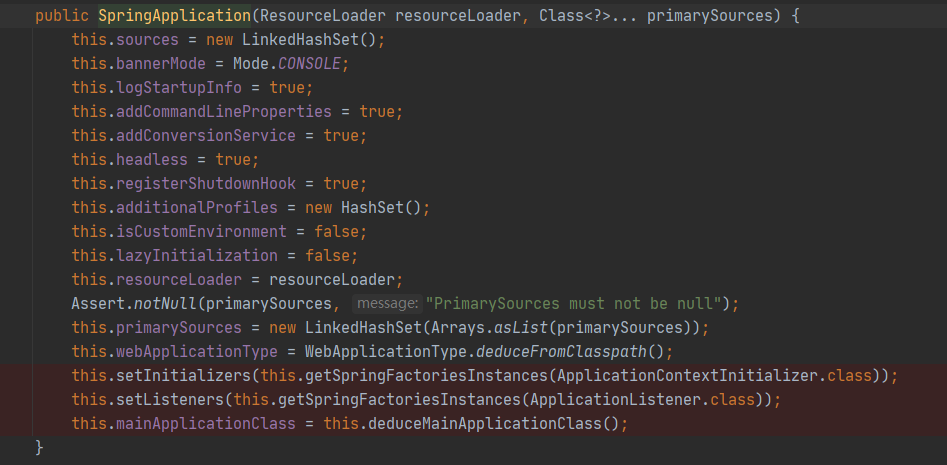 public SpringApplication(ResourceLoader resourceLoader, Class<?>... primarySources) {
this.sources = new LinkedHashSet();
this.bannerMode = Mode.CONSOLE;
this.logStartupInfo = true;
this.addCommandLineProperties = true;
this.addConversionService = true;
this.headless = true;
this.registerShutdownHook = true;
this.additionalProfiles = new HashSet();
this.isCustomEnvironment = false;
this.lazyInitialization = false;
this.resourceLoader = resourceLoader;
Assert.notNull(primarySources, message: "PrimarySources must not be null");
this.primarySources = new LinkedHashSet(Arrays.asList(primarySources));
this.webApplicationType = WebApplicationType.deduceFromClasspath();
this.setInitializers(this.getSpringFactoriesInstances(ApplicationContextInitializer.class));
this.setListeners(this.getSpringFactoriesInstances(ApplicationListener.class));
this.mainApplicationClass = this.deduceMainApplicationClass();
}